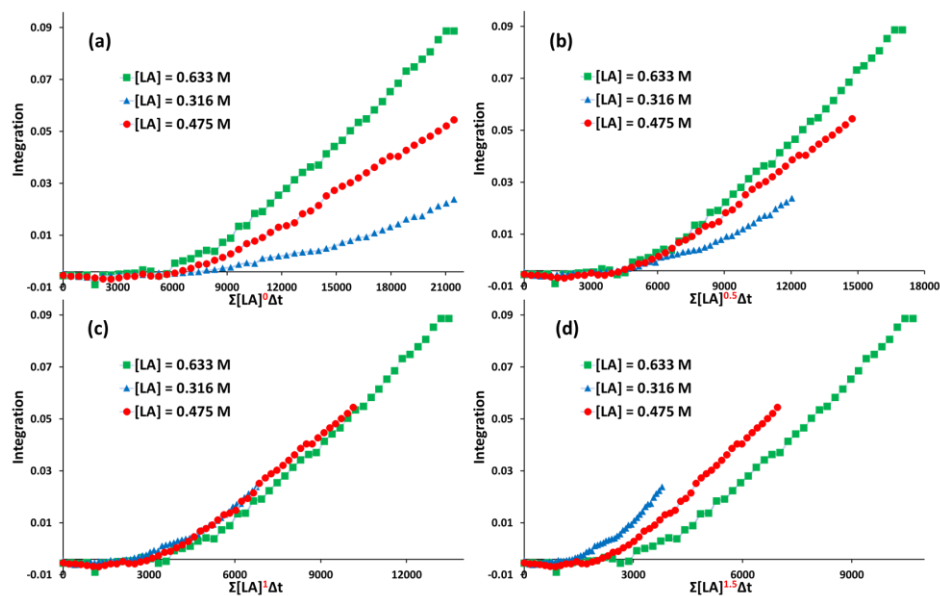 (a)
[LA] = 0.633 M
[LA] = 0.316 M
[LA] = 0.475 M
Integration
0.09
0.07
0.05
0.03
0.01
-0.01
0 3000 6000 9000 12000 15000 18000 21000
Σ[LA]⁰Δt
(b)
[LA] = 0.633 M
[LA] = 0.316 M
[LA] = 0.475 M
Integration
0.09
0.07
0.05
0.03
0.01
-0.01
0 3000 6000 9000 12000 15000 18000
Σ[LA]⁰·⁵Δt
(c)
[LA] = 0.633 M
[LA] = 0.316 M
[LA] = 0.475 M
Integration
0.09
0.07
0.05
0.03
0.01
-0.01
0 3000 6000 9000 12000
Σ[LA]¹Δt
(d)
[LA] = 0.633 M
[LA] = 0.316 M
[LA] = 0.475 M
Integration
0.09
0.07
0.05
0.03
0.01
-0.01
0 3000 6000 9000
Σ[LA]¹·⁵Δt